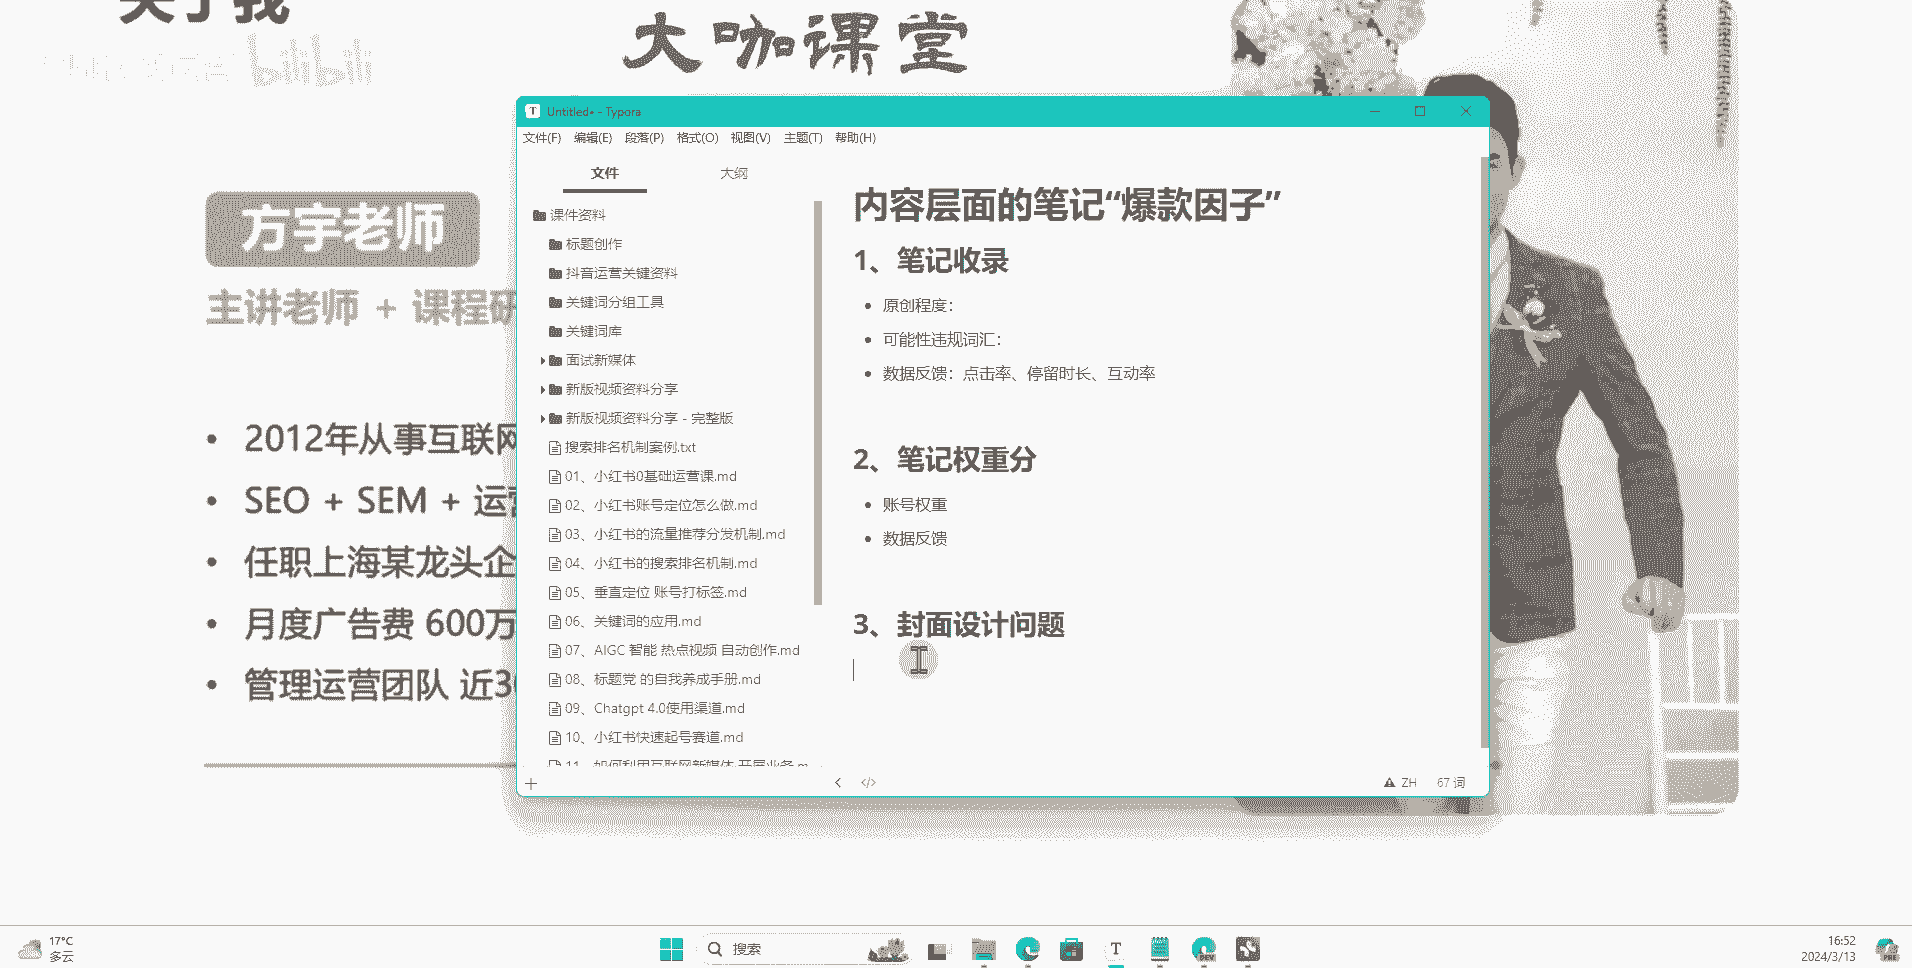 关于我
bilibili
大咖课堂
方宇老师
主讲老师 + 课程研
2012年从事互联网
SEO + SEM + 运营
任职上海某龙头企
月度广告费 600万
管理运营团队 近30
Untitled• - Typora
文件(F) 编辑(E) 段落(P) 格式(O) 视图(V) 主题(T) 帮助(H)
文件 大纲
课件资料
标题创作
抖音运营关键资料
关键词分组工具
关键词库
面试新媒体
新版视频资料分享
新版视频资料分享 - 完整版
搜索排名机制案例.txt
01、小红书0基础运营课.md
02、小红书账号定位怎么做.md
03、小红书的流量推荐分发机制.md
04、小红书的搜索排名机制.md
05、垂直定位 账号打标签.md
06、关键词的应用.md
07、AIGC 智能 热点视频 自动创作.md
08、标题党 的自我养成手册.md
09、Chatgpt 4.0使用渠道.md
10、小红书快速起号赛道.md
11、如何利用互联网新媒体 开展业务.m
内容层面的笔记“爆款因子”
1、笔记收录
原创程度：
可能性违规词汇：
数据反馈：点击率、停留时长、互动率
2、笔记权重分
账号权重
数据反馈
3、封面设计问题
ZH 67 词
17°C
多云
搜索
DEV
16:52
2024/3/13
PRE